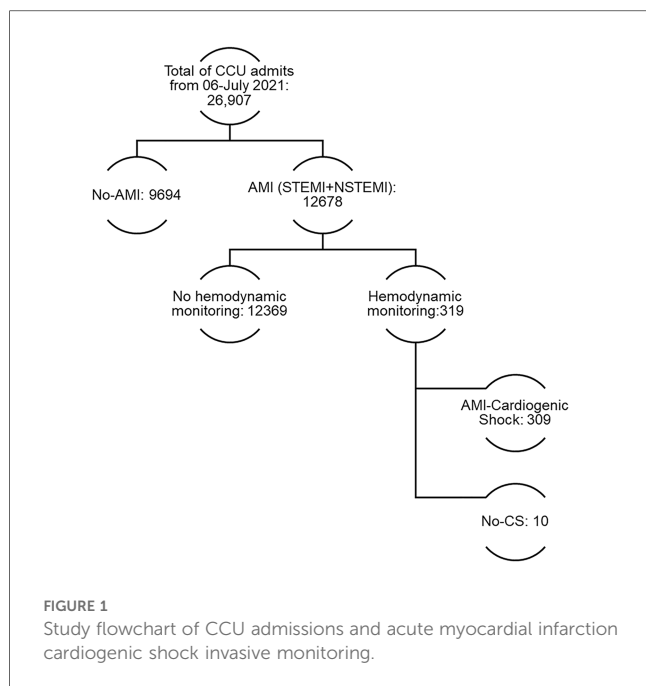 Total of CCU admits
from 06-July 2021:
26,907
No-AMI: 9694
AMI (STEMI+NSTEMI):
12678
No hemodynamic
monitoring: 12369
Hemodynamic
monitoring:319
AMI-Cardiogenic
Shock: 309
No-CS: 10
FIGURE 1
Study flowchart of CCU admissions and acute myocardial infarction
cardiogenic shock invasive monitoring.